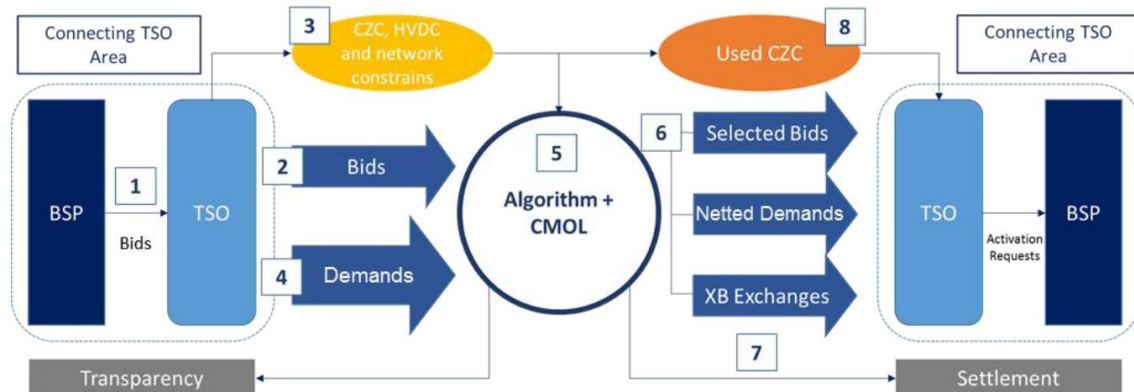 Connecting TSO
Area
3
CZC, HVDC
and network
constrains
Used CZC
8
Connecting TSO
Area
BSP
1
Bids
TSO
2
Bids
4
Demands
5
Algorithm +
CMOL
6
Selected Bids
Netted Demands
XB Exchanges
7
TSO
Activation
Requests
BSP
Transparency
Settlement